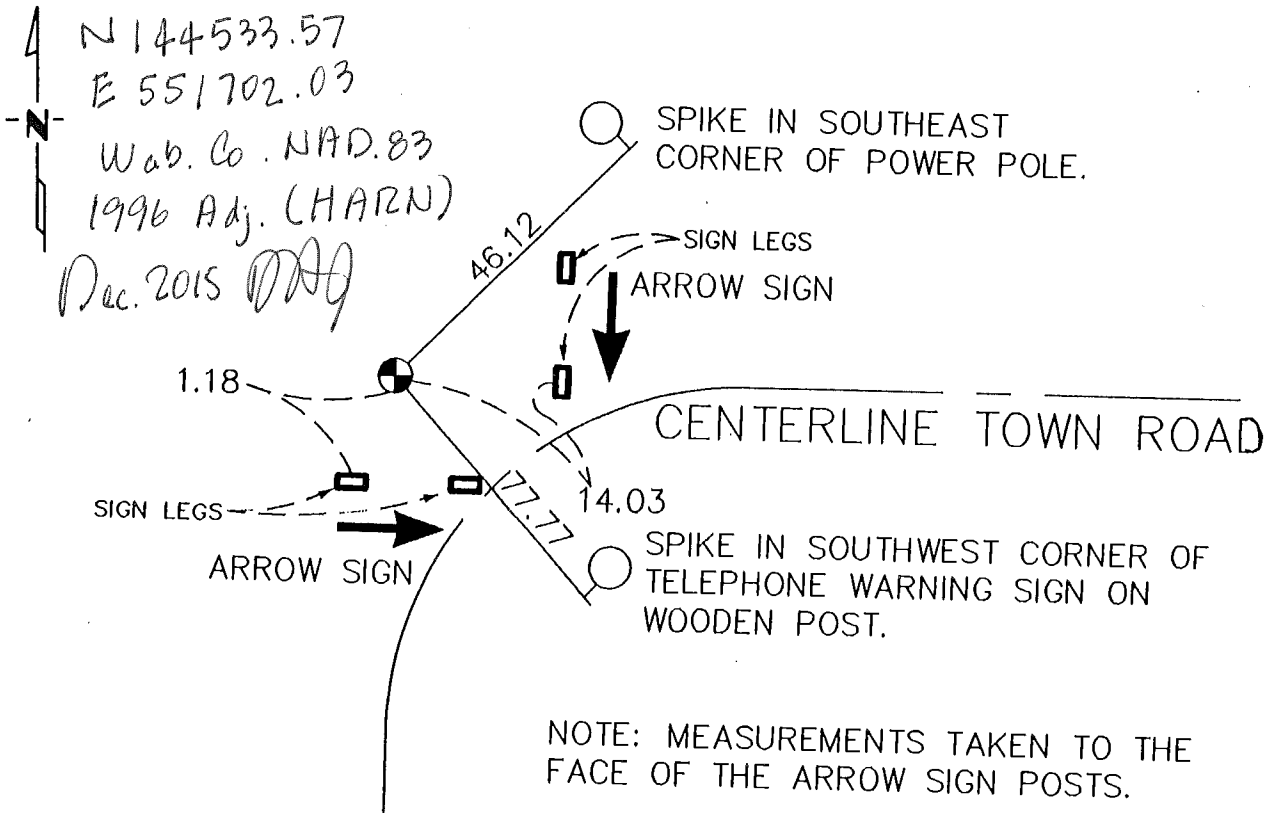 N 144533.57
E 551702.03
Wab. Co. NAD.83
1996 Adj. (HARN)
Dec. 2015
N
SPIKE IN SOUTHEAST
CORNER OF POWER POLE.
46.12
SIGN LEGS
ARROW SIGN
1.18
CENTERLINE TOWN ROAD
SIGN LEGS
77.77
14.03
ARROW SIGN
SPIKE IN SOUTHWEST CORNER OF
TELEPHONE WARNING SIGN ON
WOODEN POST.
NOTE: MEASUREMENTS TAKEN TO THE
FACE OF THE ARROW SIGN POSTS.